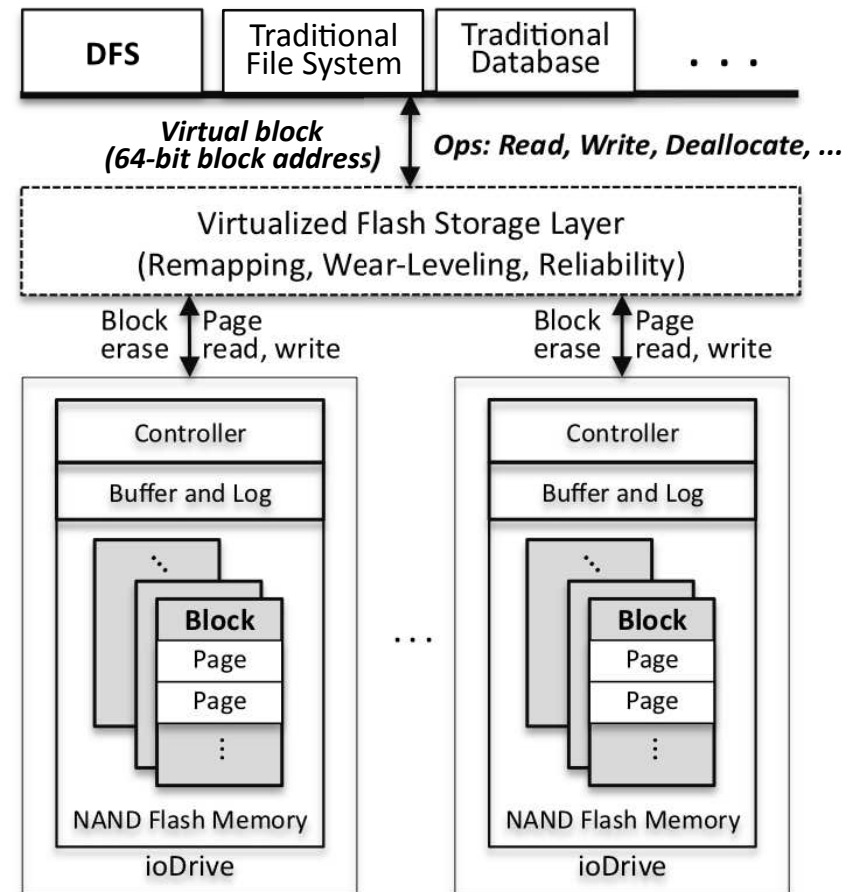 DFS
Traditional
File System
Traditional
Database
. . .
Virtual block
(64-bit block address)
Ops: Read, Write, Deallocate, ...
Virtualized Flash Storage Layer
(Remapping, Wear-Leveling, Reliability)
Block
erase
Page
read, write
Block
erase
Page
read, write
Controller
Buffer and Log
...
Block
Page
Page
...
NAND Flash Memory
ioDrive
. . .
Controller
Buffer and Log
...
Block
Page
Page
...
NAND Flash Memory
ioDrive